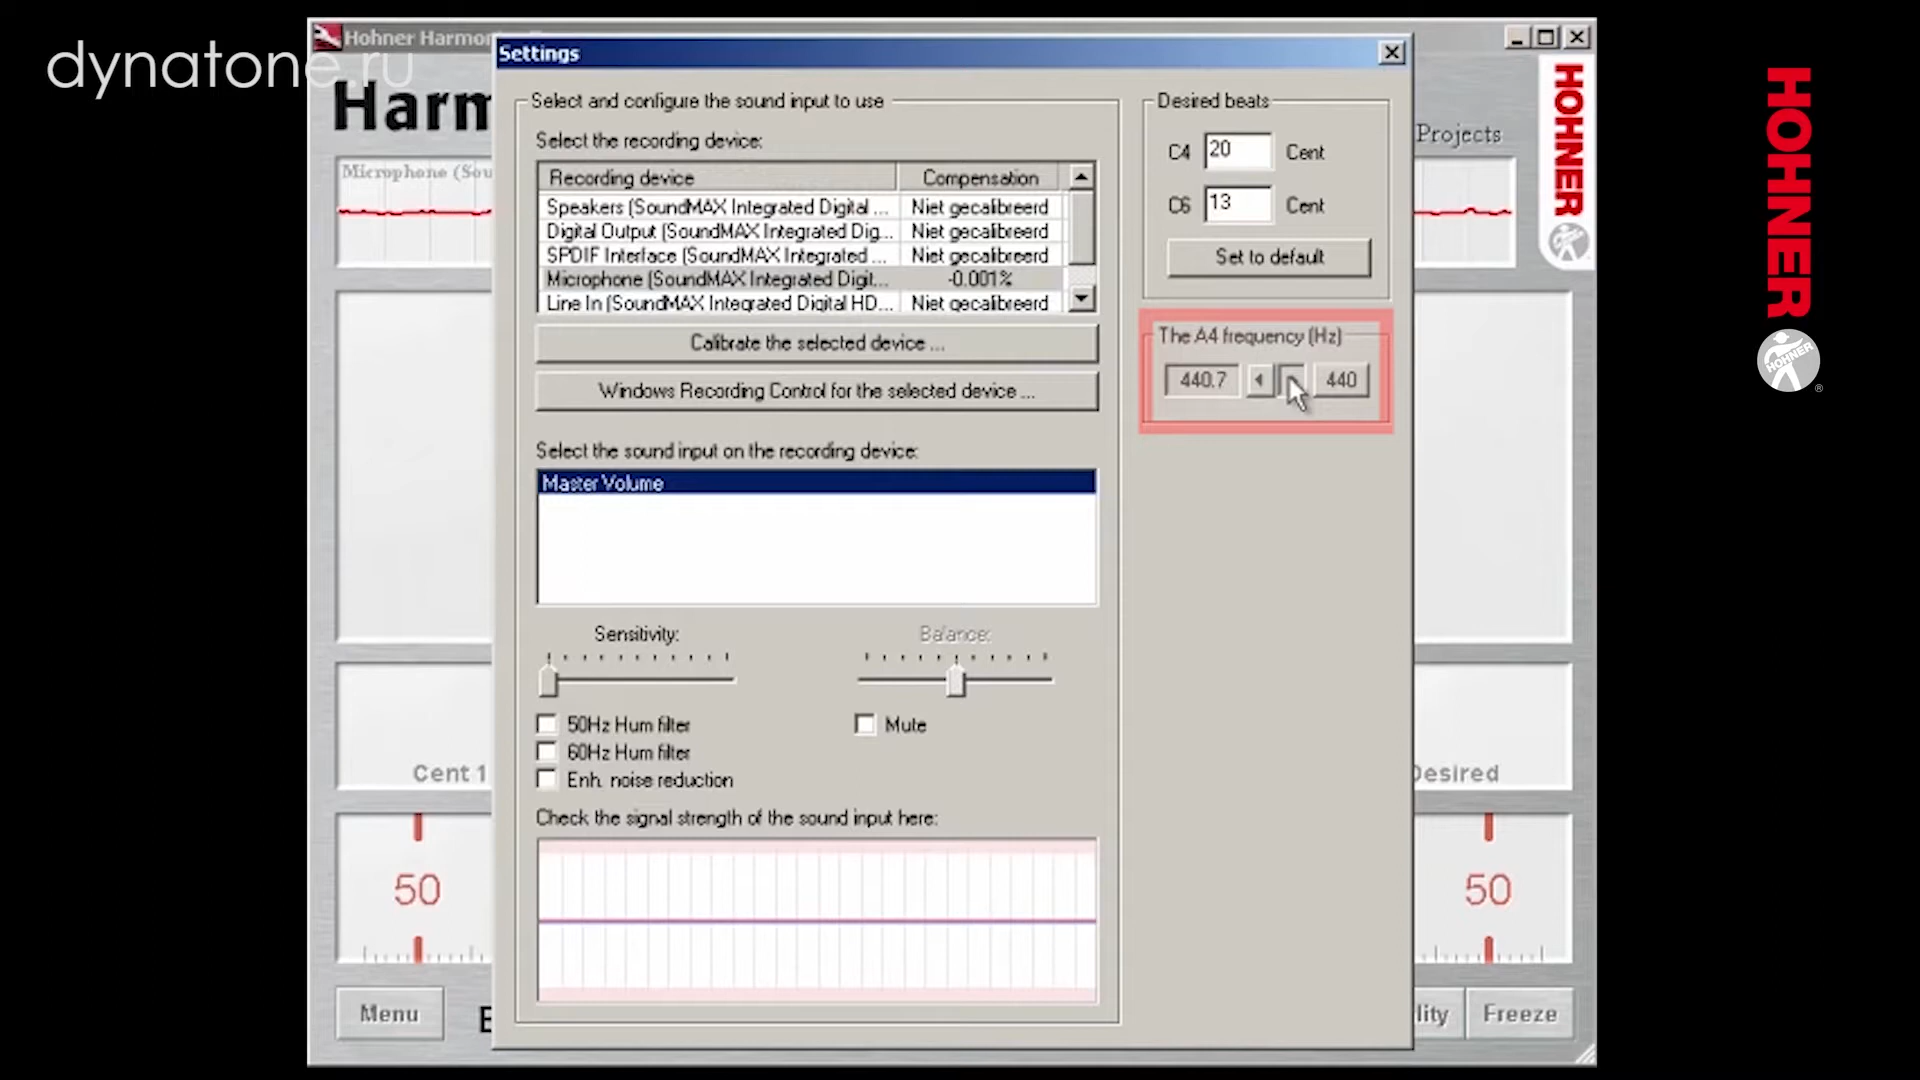 dynatone.ru
Hohner Harmon
Settings
Harm
Select and configure the sound input to use
Select the recording device:
Recording device Compensation
Speakers (SoundMAX Integrated Digital ... Niet gecalibreerd
Digital Output (SoundMAX Integrated Dig... Niet gecalibreerd
SPDIF Interface (SoundMAX Integrated ... Niet gecalibreerd
Microphone (SoundMAX Integrated Digit... -0.001%
Line In (SoundMAX Integrated Digital HD... Niet gecalibreerd
Calibrate the selected device ...
Windows Recording Control for the selected device ...
Select the sound input on the recording device:
Master Volume
Sensitivity:
Balance:
50Hz Hum filter
Mute
60Hz Hum filter
Enh. noise reduction
Check the signal strength of the sound input here:
Desired beats
C4 20 Cent
C6 13 Cent
Set to default
The A4 frequency (Hz)
440.7 440
Microphone (Sou
Projects
HOHNER
HOHNER
HOHNER
®
Cent 1
Desired
50
50
Menu
lity
Freeze